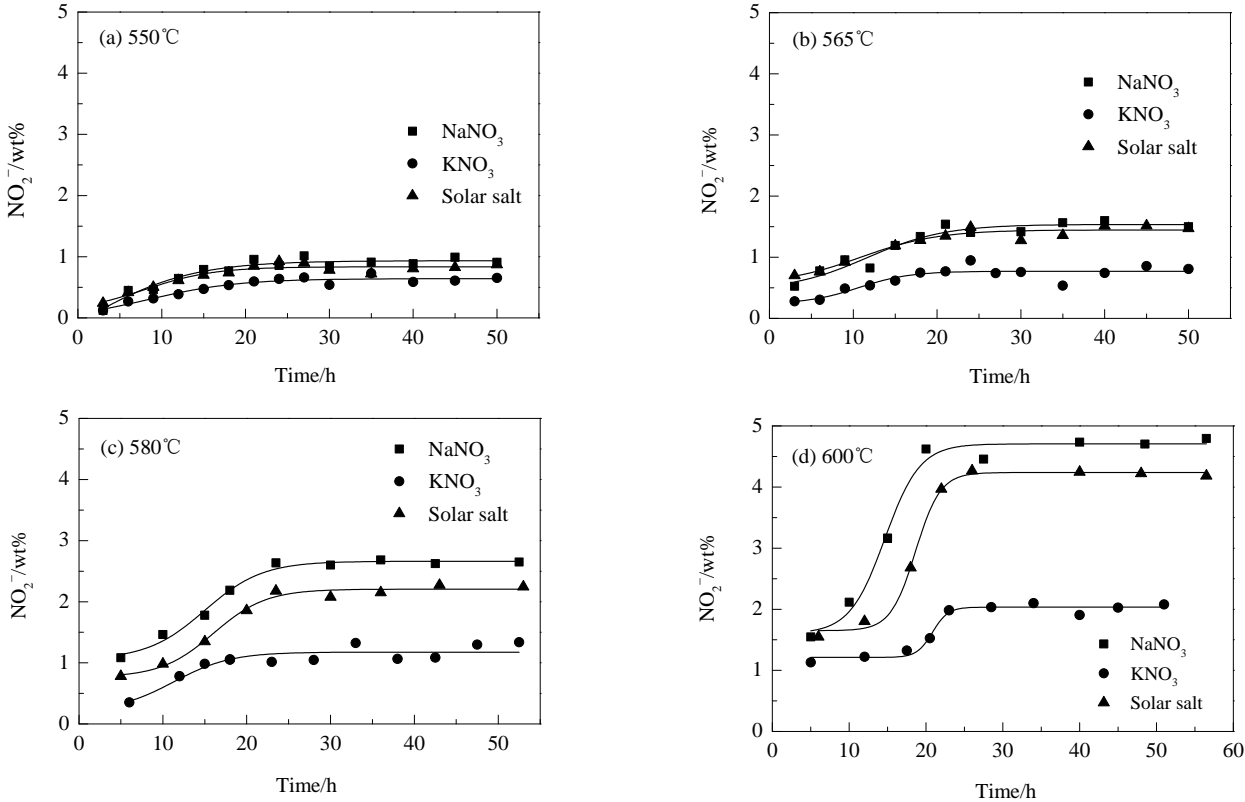 (a) 550℃
NO₂⁻/wt%
5
4
3
2
1
0
NaNO₃
KNO₃
Solar salt
0 10 20 30 40 50
Time/h
(b) 565℃
NO₂⁻/wt%
5
4
3
2
1
0
NaNO₃
KNO₃
Solar salt
0 10 20 30 40 50
Time/h
(c) 580℃
NO₂⁻/wt%
5
4
3
2
1
0
NaNO₃
KNO₃
Solar salt
0 10 20 30 40 50
Time/h
(d) 600℃
NO₂⁻/wt%
5
4
3
2
1
0
NaNO₃
KNO₃
Solar salt
0 10 20 30 40 50 60
Time/h